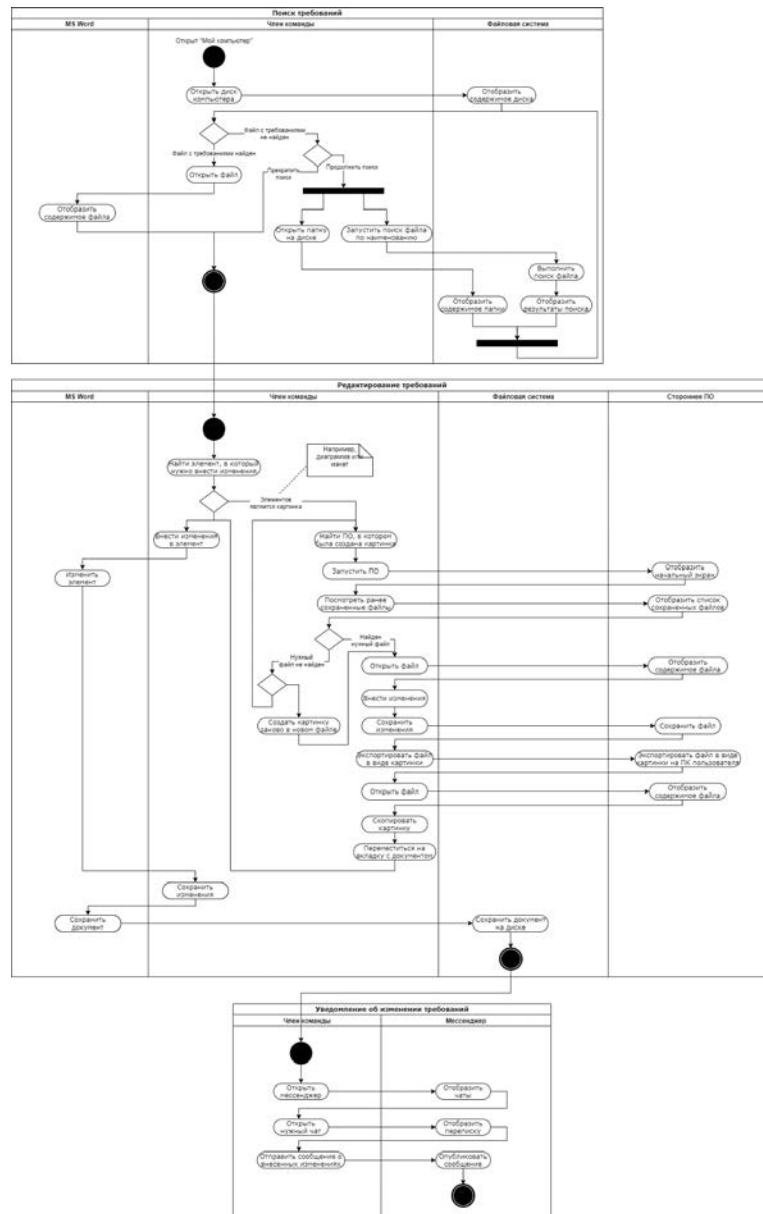 Поиск требований
MS Word
Член команды
Файловая система
Открыт "Мой компьютер"
Открыть диск
компьютера
Отобразить
содержимое диска
Файл с требованиями
не найден
Файл с требованиями найден
Прекратить
поиск
Продолжить поиск
Открыть файл
Отобразить
содержимое файла
Открыть папку
на диске
Запустить поиск файла
по наименованию
Выполнить
поиск файла
Отобразить
содержимое папки
Отобразить
результаты поиска
Редактирование требований
MS Word
Член команды
Файловая система
Стороннее ПО
Найти элемент, в который
нужно внести изменения
Например,
диаграмма или
макет
Элементов
является картинка
Внести изменения
в элемент
Изменить
элемент
Найти ПО, в котором
была создана картинка
Запустить ПО
Отобразить
начальный экран
Посмотреть ранее
сохраненные файлы
Отобразить список
сохраненных файлов
Найден
нужный файл
Нужный
файл не найден
Открыть файл
Отобразить
содержимое файла
Внести изменения
Создать картинку
заново в новом файле
Сохранить
изменения
Сохранить файл
Экспортировать файл
в виде картинки
Экспортировать файл в виде
картинки на ПК пользователя
Открыть файл
Отобразить
содержимое файла
Скопировать
картинку
Переместиться на
вкладку с документом
Сохранить
изменения
Сохранить
документ
Сохранить документ
на диске
Уведомление об изменении требований
Член команды
Мессенджер
Открыть
мессенджер
Отобразить
чаты
Открыть
нужный чат
Отобразить
переписку
Отправить сообщение о
внесенных изменениях
Опубликовать
сообщение